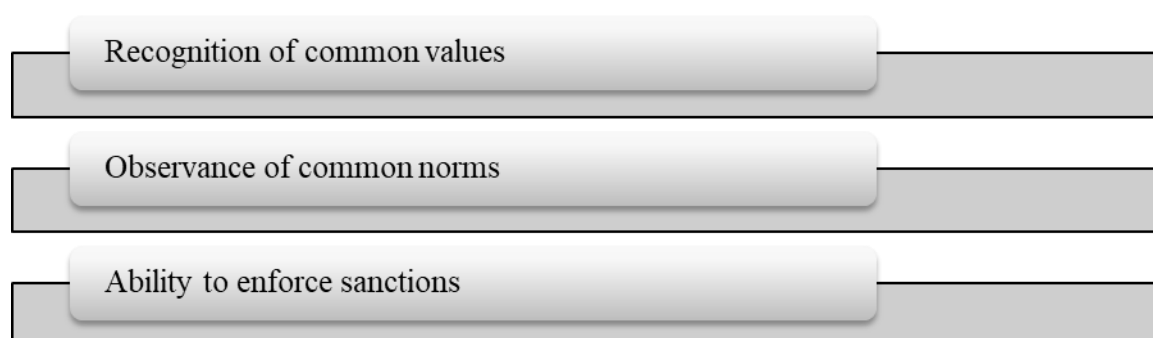 Recognition of common values
Observance of common norms
Ability to enforce sanctions